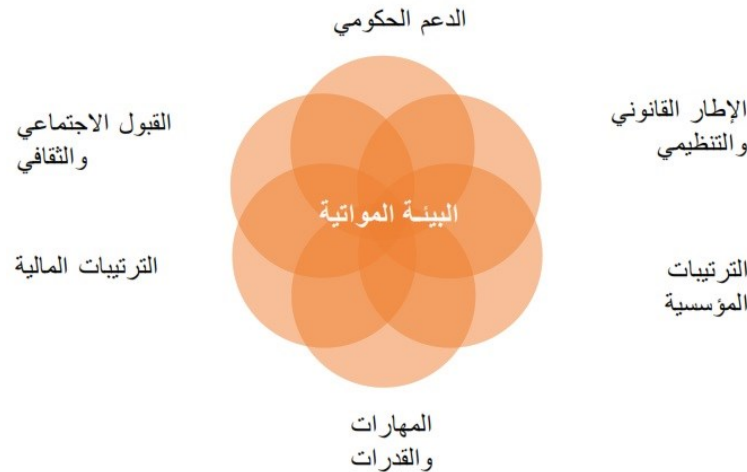 الدعم الحكومي
الإطار القانوني
والتنظيمي
القبول الاجتماعي
والثقافي
البيئة المواتية
الترتيبات
المؤسسية
الترتيبات المالية
المهارات
والقدرات